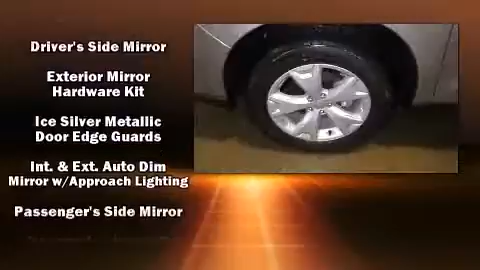 Driver's Side Mirror
Exterior Mirror
Hardware Kit
Ice Silver Metallic
Door Edge Guards
Int. & Ext. Auto Dim
Mirror w/Approach Lighting
Passenger's Side Mirror